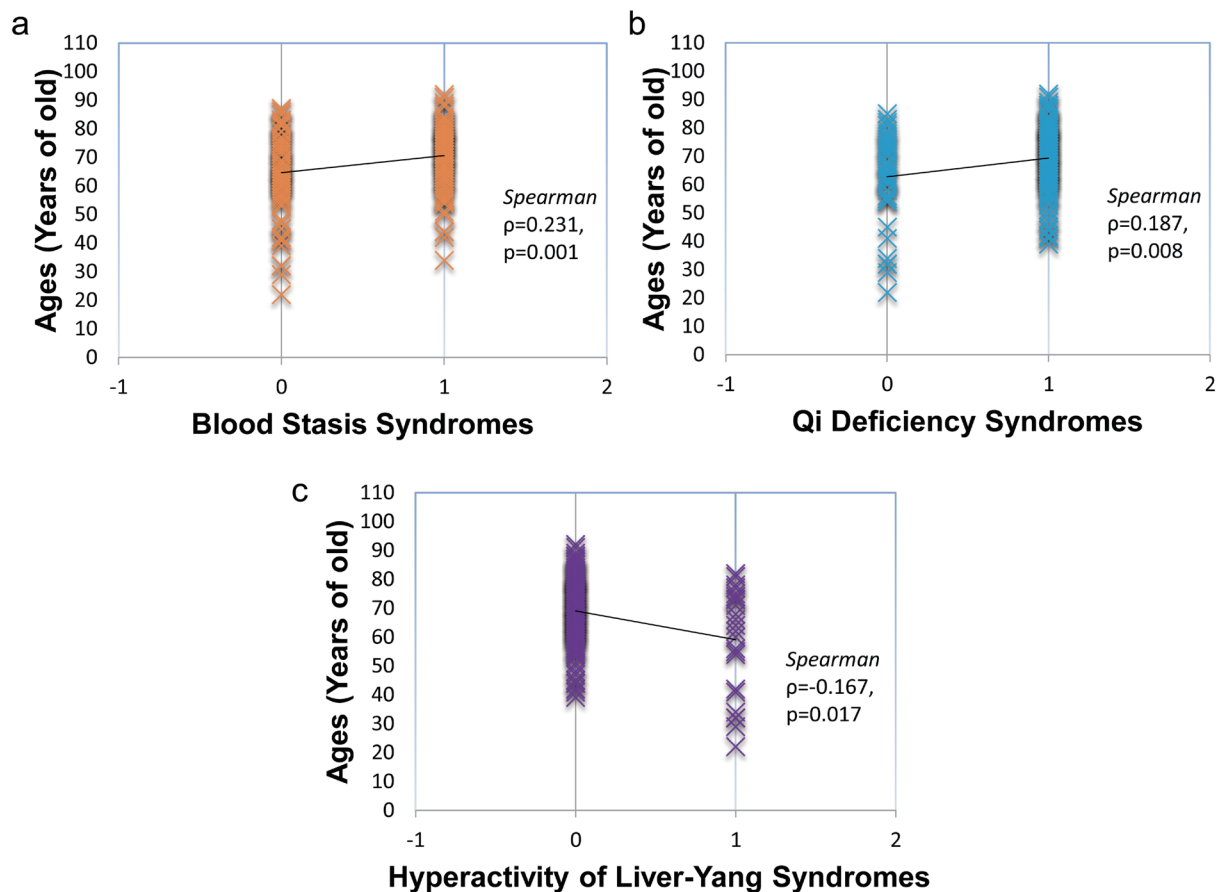 a
110
100
90
80
70
60
50
40
30
20
10
0
-1 0 1 2
Ages (Years of old)
Blood Stasis Syndromes
Spearman
ρ=0.231,
p=0.001
b
110
100
90
80
70
60
50
40
30
20
10
0
-1 0 1 2
Ages (Years of old)
Qi Deficiency Syndromes
Spearman
ρ=0.187,
p=0.008
c
110
100
90
80
70
60
50
40
30
20
10
0
-1 0 1 2
Ages (Years of old)
Hyperactivity of Liver-Yang Syndromes
Spearman
ρ=-0.167,
p=0.017